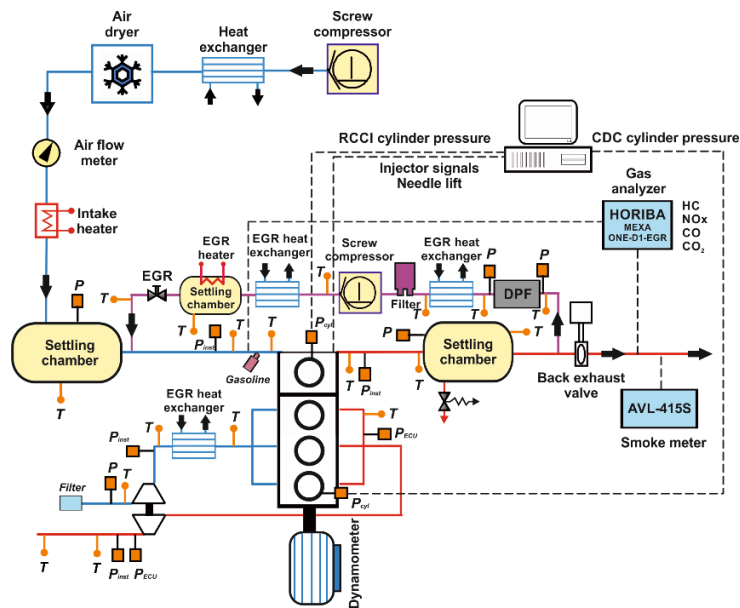 Air
dryer
Heat
exchanger
Screw
compressor
Air flow
meter
RCCI cylinder pressure
CDC cylinder pressure
Injector signals
Needle lift
Gas
analyzer
HORIBA
MEXA
ONE-D1-EGR
HC
NOx
CO
CO2
Intake
heater
EGR
heater
EGR heat
exchanger
Screw
compressor
EGR heat
exchanger
P
T
EGR
Settling
chamber
T
Filter
P
P
DPF
T
T
T
T
Pinst
T
T
Pcyl
P
T
Settling
chamber
Settling
chamber
Gasoline
T
Pinst
T
Back exhaust
valve
T
AVL-415S
Smoke meter
EGR heat
exchanger
Pinst
T
T
T
PECU
P
T
Filter
Pcyl
T
T
Pinst
PECU
Dynamometer